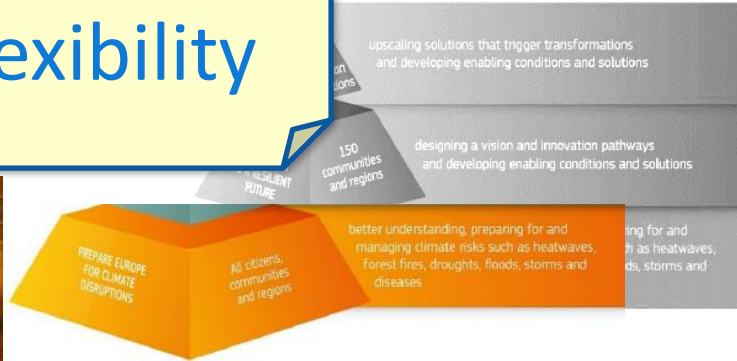 exibility
upscaling solutions that trigger transformations
and developing enabling conditions and solutions
designing a vision and innovation pathways
and developing enabling conditions and solutions
150
communities
and regions
RESILIENT
FUTURE
better understanding, preparing for and
managing climate risks such as heatwaves,
forest fires, droughts, floods, storms and
diseases
ring for and
h as heatwaves,
ds, storms and
PREPARE EUROPE
FOR CLIMATE
DISRUPTIONS
All citizens,
communities
and regions